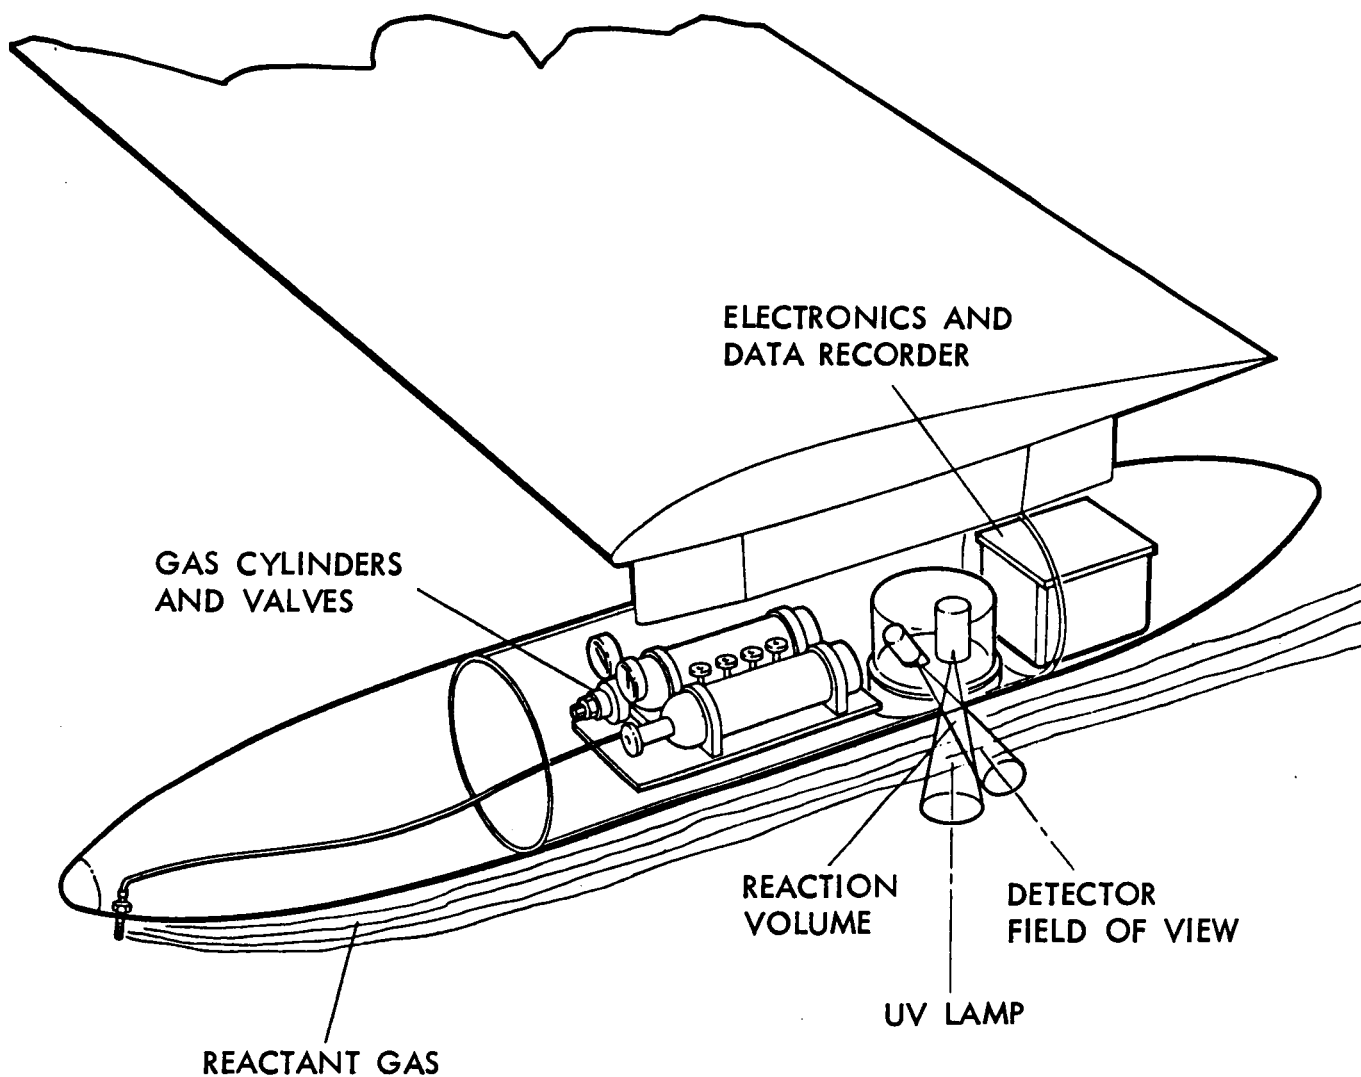 ELECTRONICS AND
DATA RECORDER
GAS CYLINDERS
AND VALVES
REACTION
VOLUME
DETECTOR
FIELD OF VIEW
UV LAMP
REACTANT GAS